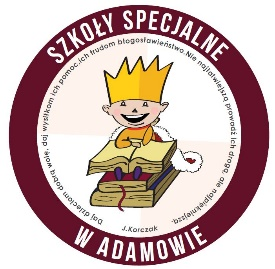 SZKOŁY SPECJALNE
Daj dzieciom dobrą wolę, daj wysiłkom ich pomoc, ich trudom błogosławieństwo. Nie najłatwiejszą prowadź ich drogą, ale najpiękniejszą.
J.Korczak
W ADAMOWIE